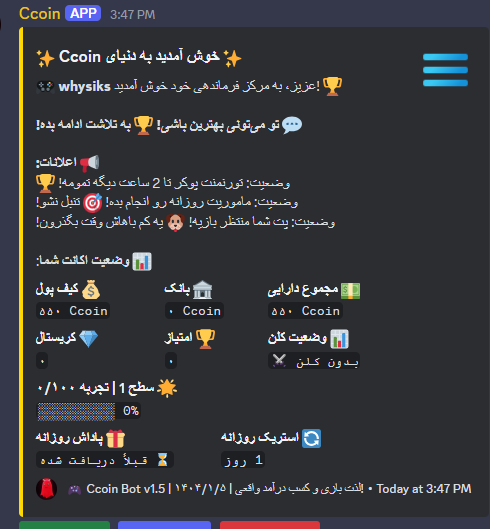 Ccoin APP 3:47 PM
✨ خوش آمدید به دنیای Ccoin ✨
🎮 whysiks عزیز، به مرکز فرماندهی خود خوش آمدید! 🏆
💬 تو می‌تونی بهترین باشی! 🏆 به تلاشت ادامه بده!
📢 اعلانات:
وضعیت: تورنمنت پوکر تا 2 ساعت دیگه تمومه! 🏆
وضعیت: ماموریت روزانه رو انجام بده! 🎯 تنبل نشو!
وضعیت: پت شما منتظر بازیه! 🐶 یه کم باهاش وقت بگذرون!
📊 وضعیت اکانت شما:
💰 کیف پول 🏛️ بانک 💵 مجموع دارایی
۵۵۰ Ccoin ۰ Ccoin ۵۵۰ Ccoin
💎 کریستال 🏆 امتیاز 📊 وضعیت کلن
۰ ۰ بدون کلن ⚔️
🌟 سطح 1 | تجربه ۰/۱۰۰
░░░░░░░░░░ 0%
🎁 پاداش روزانه 🔄 استریک روزانه
⏳ قبلاً دریافت شده 1 روز
🎮 Ccoin Bot v1.5 | ۱۴۰۴/۱/۵ | لذت بازی و کسب درآمد واقعی! • Today at 3:47 PM